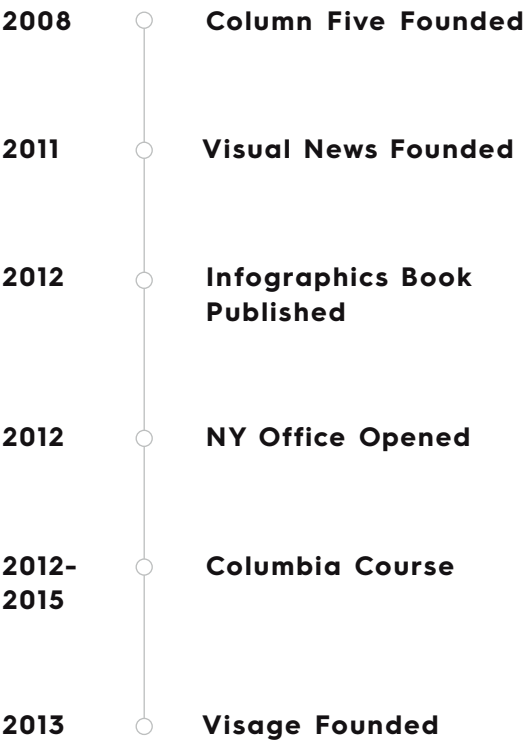 2008 Column Five Founded
2011 Visual News Founded
2012 Infographics Book
Published
2012 NY Office Opened
2012- Columbia Course
2015
2013 Visage Founded